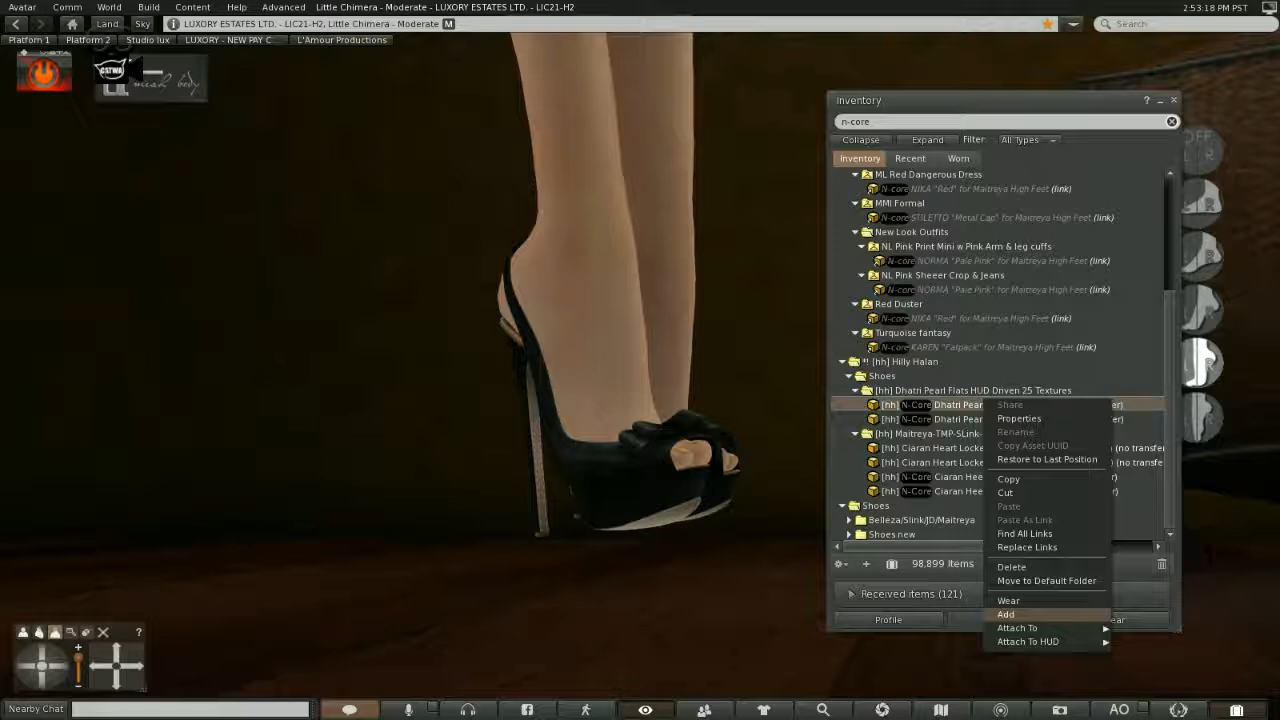 Avatar Comm World Build Content Help Advanced Little Chimera - Moderate - LUXORY ESTATES LTD. - LIC21-H2 2:53:18 PM PST
Land Sky LUXORY ESTATES LTD. - LIC21-H2, Little Chimera - Moderate M Search
Platfom 1 Platfom 2 Studio lux LUXORY - NEW PAY C L'Amour Productions
CATWA
mesh body
Inventory ? _ ×
n-core
Collapse Expand Filter: All Types
Inventory Recent Worn
ML Red Dangerous Dress
N-core NIKA "Red" for Maitreya High Feet (link)
MMI Formal
N-core STILETTO "Metal Cap" for Maitreya High Feet (link)
New Look Outfits
NL Pink Print Mini w Pink Arm & leg cuffs
N-core NORMA "Pale Pink" for Maitreya High Feet (link)
NL Pink Sheeer Crop & Jeans
N-core NORMA "Pale Pink" for Maitreya High Feet (link)
Red Duster
N-core NIKA "Red" for Maitreya High Feet (link)
Turquoise fantasy
N-core KAREN "Fatpack" for Maitreya High Feet (link)
*! [hh] Hilly Halan
Shoes
[hh] Dhatri Pearl Flats HUD Driven 25 Textures
[hh] N-Core Dhatri Pear
[hh] N-Core Dhatri Pear
[hh] Maitreya-TMP-SLink-
[hh] Ciaran Heart Locke
[hh] Ciaran Heart Locke
[hh] N-Core Ciaran Hee
[hh] N-Core Ciaran Hee
Shoes
Belleza/Slink/JD/Maitreya
Shoes new
98,899 Items
Received items (121)
Profile
Share
Properties
Rename
Copy Asset UUID
Restore to Last Position
Copy
Cut
Paste
Paste As Link
Find All Links
Replace Links
Delete
Move to Default Folder
Wear
Add
Attach To
Attach To HUD
OFF
L R
R
?
Nearby Chat AO